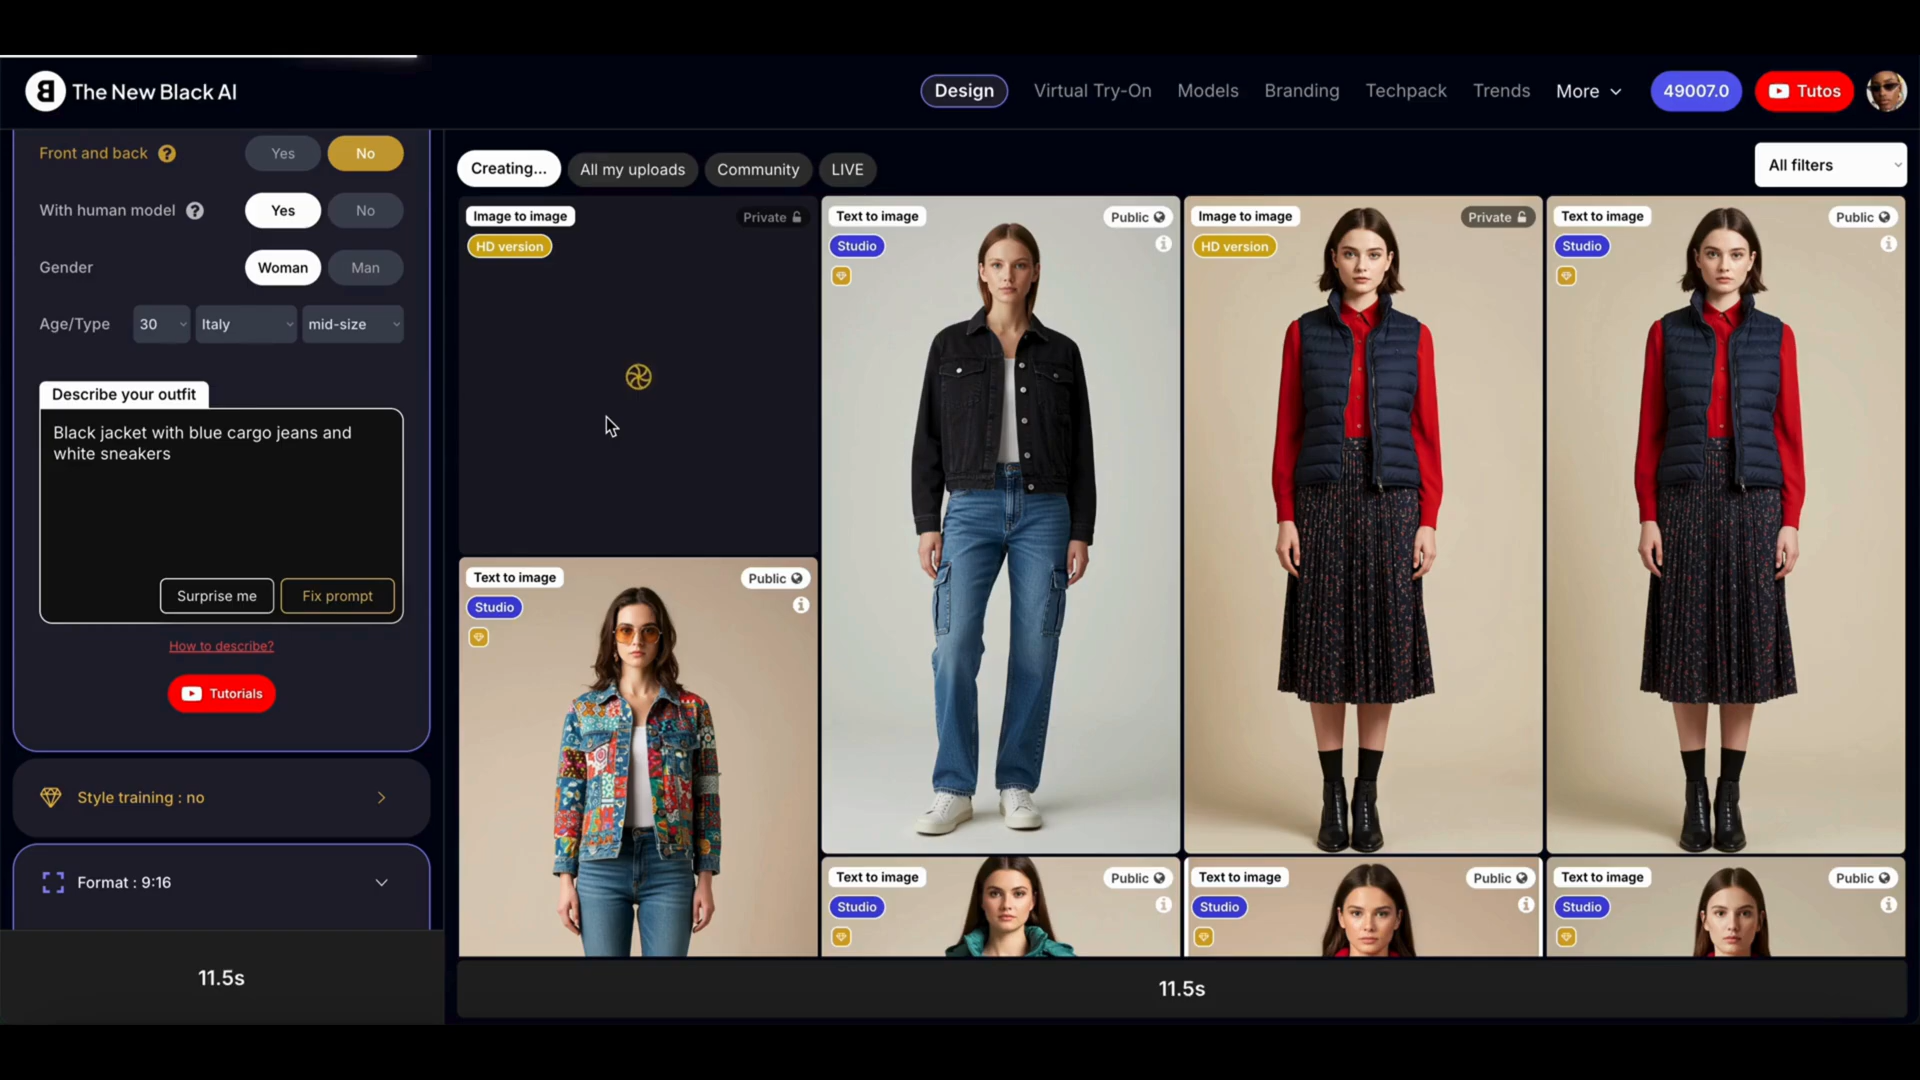 B The New Black AI
Design
Virtual Try-On
Models
Branding
Techpack
Trends
More
49007.0
Tutos
Front and back ?
Yes
No
With human model ?
Yes
No
Gender
Woman
Man
Age/Type
30
Italy
mid-size
Describe your outfit
Black jacket with blue cargo jeans and
white sneakers
Surprise me
Fix prompt
How to describe?
Tutorials
Style training : no
Format : 9:16
11.5s
Creating...
All my uploads
Community
LIVE
All filters
Image to image
Private
HD version
Text to image
Public
Studio
Image to image
Private
HD version
Text to image
Public
Studio
Text to image
Public
Studio
Text to image
Public
Studio
Text to image
Public
Studio
Text to image
Public
Studio
11.5s